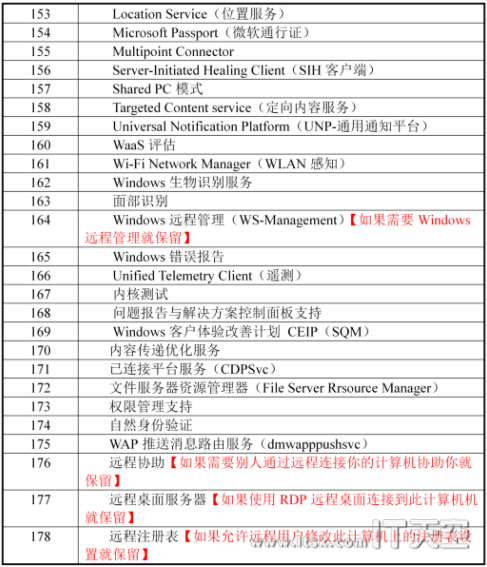 153 Location Service（位置服务）
154 Microsoft Passport（微软通行证）
155 Multipoint Connector
156 Server-Initiated Healing Client（SIH 客户端）
157 Shared PC 模式
158 Targeted Content service（定向内容服务）
159 Universal Notification Platform（UNP-通用通知平台）
160 WaaS 评估
161 Wi-Fi Network Manager（WLAN 感知）
162 Windows 生物识别服务
163 面部识别
164 Windows 远程管理（WS-Management）【如果需要 Windows
远程管理就保留】
165 Windows 错误报告
166 Unified Telemetry Client（遥测）
167 内核测试
168 问题报告与解决方案控制面板支持
169 Windows 客户体验改善计划 CEIP（SQM）
170 内容传递优化服务
171 已连接平台服务（CDPSvc）
172 文件服务器资源管理器（File Server Rrsource Manager）
173 权限管理支持
174 自然身份验证
175 WAP 推送消息路由服务（dmwapppushsvc）
176 远程协助【如果需要别人通过远程连接你的计算机协助你就
保留】
177 远程桌面服务器【如果使用 RDP 远程桌面连接到此计算机机
就保留】
178 远程注册表【如果允许远程用户修改此计算机上的注册表设
置就保留】
www.itsk.com IT天空